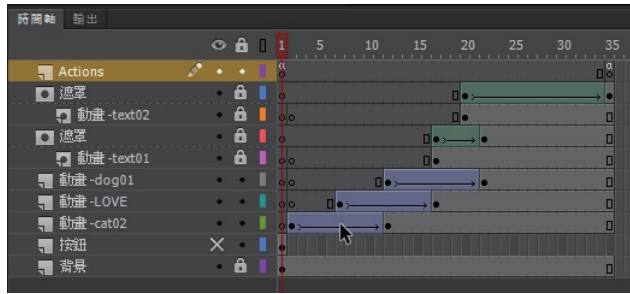 時間軸 輸出
1 5 10 15 20 25 30 35
Actions
遮罩
動畫-text02
遮罩
動畫-text01
動畫-dog01
動畫-LOVE
動畫-cat02
按鈕
背景